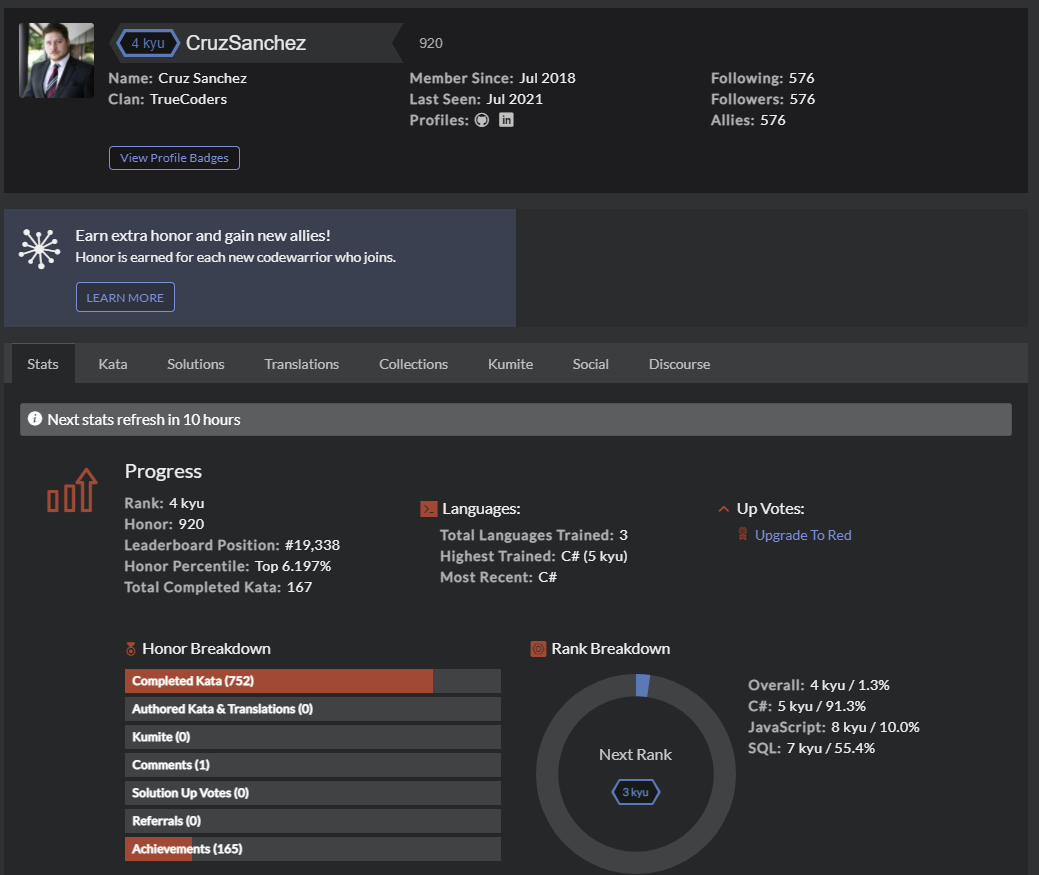 4 kyu CruzSanchez 920
Name: Cruz Sanchez
Clan: TrueCoders
View Profile Badges
Member Since: Jul 2018
Last Seen: Jul 2021
Profiles: in
Following: 576
Followers: 576
Allies: 576
Earn extra honor and gain new allies!
Honor is earned for each new codewarrior who joins.
LEARN MORE
Stats Kata Solutions Translations Collections Kumite Social Discourse
Next stats refresh in 10 hours
Progress
Rank: 4 kyu
Honor: 920
Leaderboard Position: #19,338
Honor Percentile: Top 6.197%
Total Completed Kata: 167
Languages:
Total Languages Trained: 3
Highest Trained: C# (5 kyu)
Most Recent: C#
Up Votes:
Upgrade To Red
Honor Breakdown
Completed Kata (752)
Authored Kata & Translations (0)
Kumite (0)
Comments (1)
Solution Up Votes (0)
Referrals (0)
Achievements (165)
Rank Breakdown
Next Rank
3 kyu
Overall: 4 kyu / 1.3%
C#: 5 kyu / 91.3%
JavaScript: 8 kyu / 10.0%
SQL: 7 kyu / 55.4%